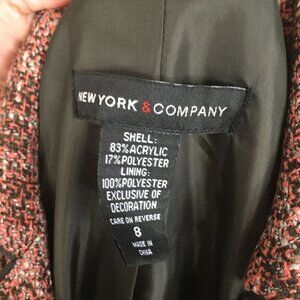 NEW YORK & COMPANY
SHELL:
83% ACRYLIC
17% POLYESTER
LINING:
100% POLYESTER
EXCLUSIVE OF
DECORATION
CARE ON REVERSE
8
MADE IN
CHINA